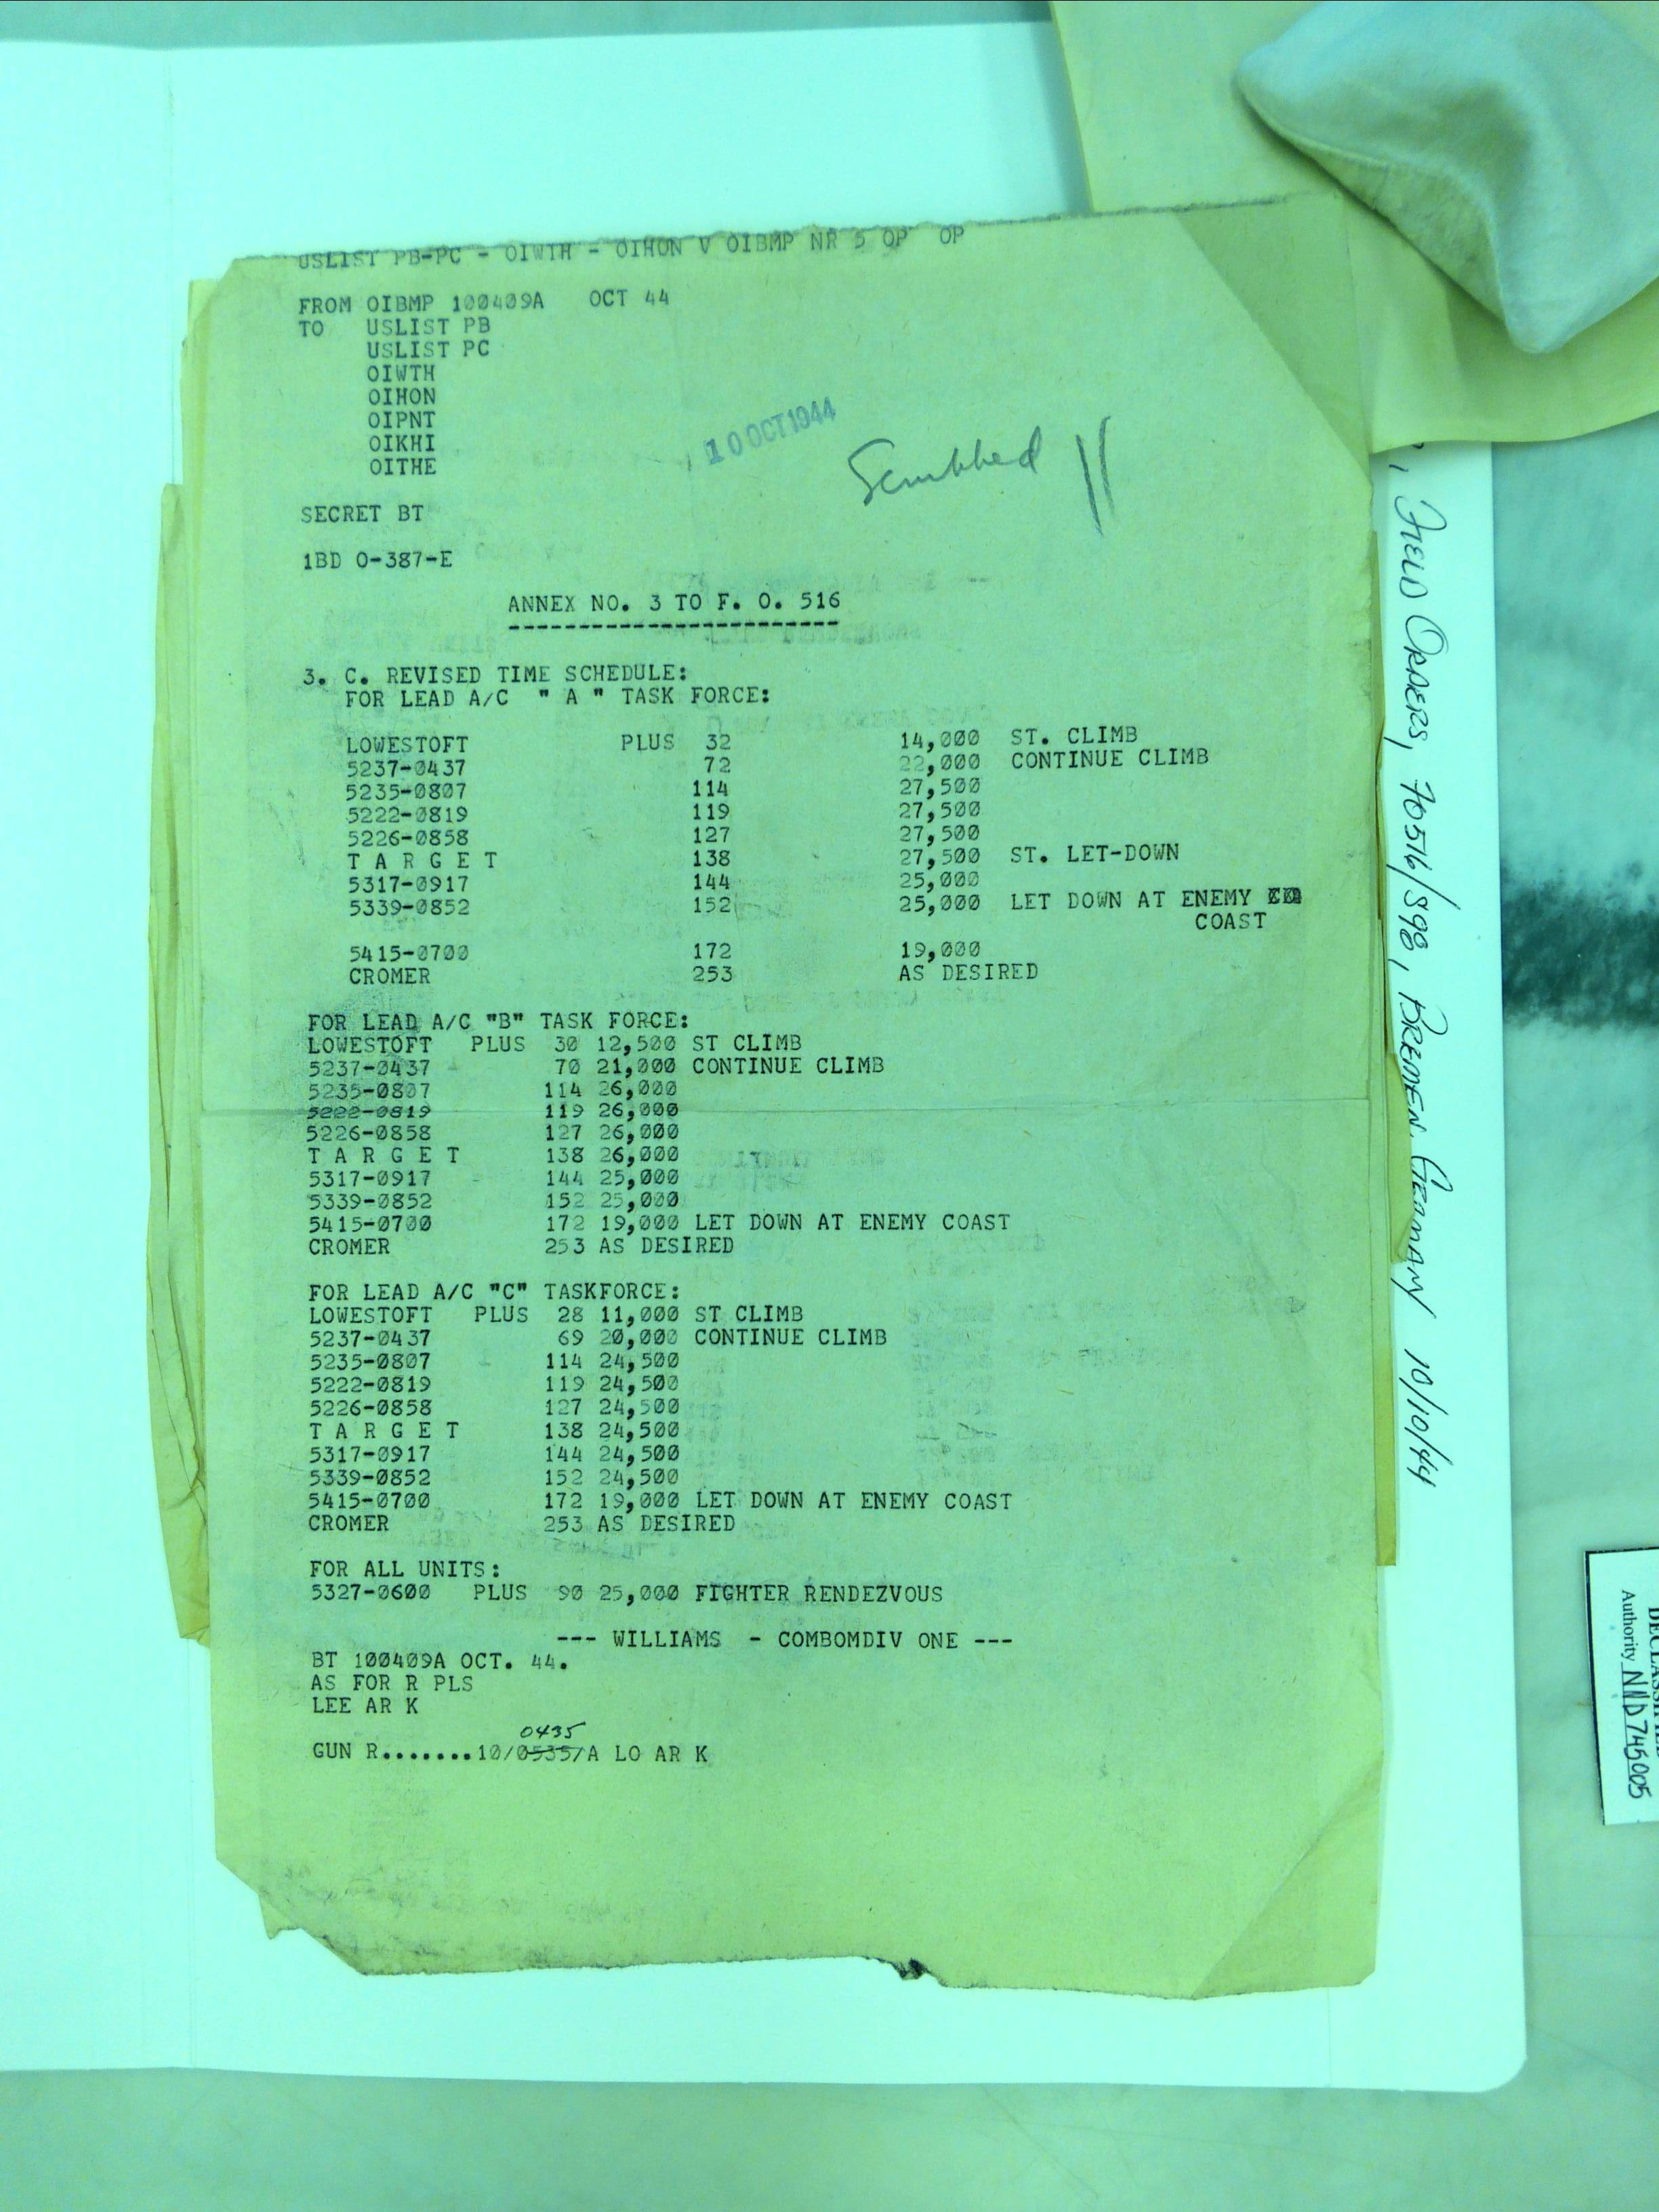 USLIST PB-PC - OIWTH - OIHON V OIBMP NR 5 OP OP
FROM OIBMP 100409A OCT 44
TO USLIST PB
USLIST PC
OIWTH
OIHON
OIPNT
OIKHI
OITHE
10 OCT 1944
Scrubbed
SECRET BT
1BD O-387-E
ANNEX NO. 3 TO F. O. 516
------------------------
3. C. REVISED TIME SCHEDULE:
FOR LEAD A/C " A " TASK FORCE:
LOWESTOFT PLUS 32 14,000 ST. CLIMB
5237-0437 72 22,000 CONTINUE CLIMB
5235-0807 114 27,500
5222-0819 119 27,500
5226-0858 127 27,500
T A R G E T 138 27,500 ST. LET-DOWN
5317-0917 144 25,000
5339-0852 152 25,000 LET DOWN AT ENEMY
COAST
5415-0700 172 19,000
CROMER 253 AS DESIRED
FOR LEAD A/C "B" TASK FORCE:
LOWESTOFT PLUS 30 12,500 ST CLIMB
5237-0437 70 21,000 CONTINUE CLIMB
5235-0807 114 26,000
5222-0819 119 26,000
5226-0858 127 26,000
T A R G E T 138 26,000
5317-0917 144 25,000
5339-0852 152 25,000
5415-0700 172 19,000 LET DOWN AT ENEMY COAST
CROMER 253 AS DESIRED
FOR LEAD A/C "C" TASKFORCE:
LOWESTOFT PLUS 28 11,000 ST CLIMB
5237-0437 69 20,000 CONTINUE CLIMB
5235-0807 114 24,500
5222-0819 119 24,500
5226-0858 127 24,500
T A R G E T 138 24,500
5317-0917 144 24,500
5339-0852 152 24,500
5415-0700 172 19,000 LET DOWN AT ENEMY COAST
CROMER 253 AS DESIRED
FOR ALL UNITS:
5327-0600 PLUS 90 25,000 FIGHTER RENDEZVOUS
--- WILLIAMS - COMBOMDIV ONE ---
BT 100409A OCT. 44.
AS FOR R PLS
LEE AR K
0435
GUN R.......10/0535/A LO AR K
FIELD ORDERS, FO516/898, BREMEN, GERMANY 10/10/44
DECLASSIFIED
Authority NND745005